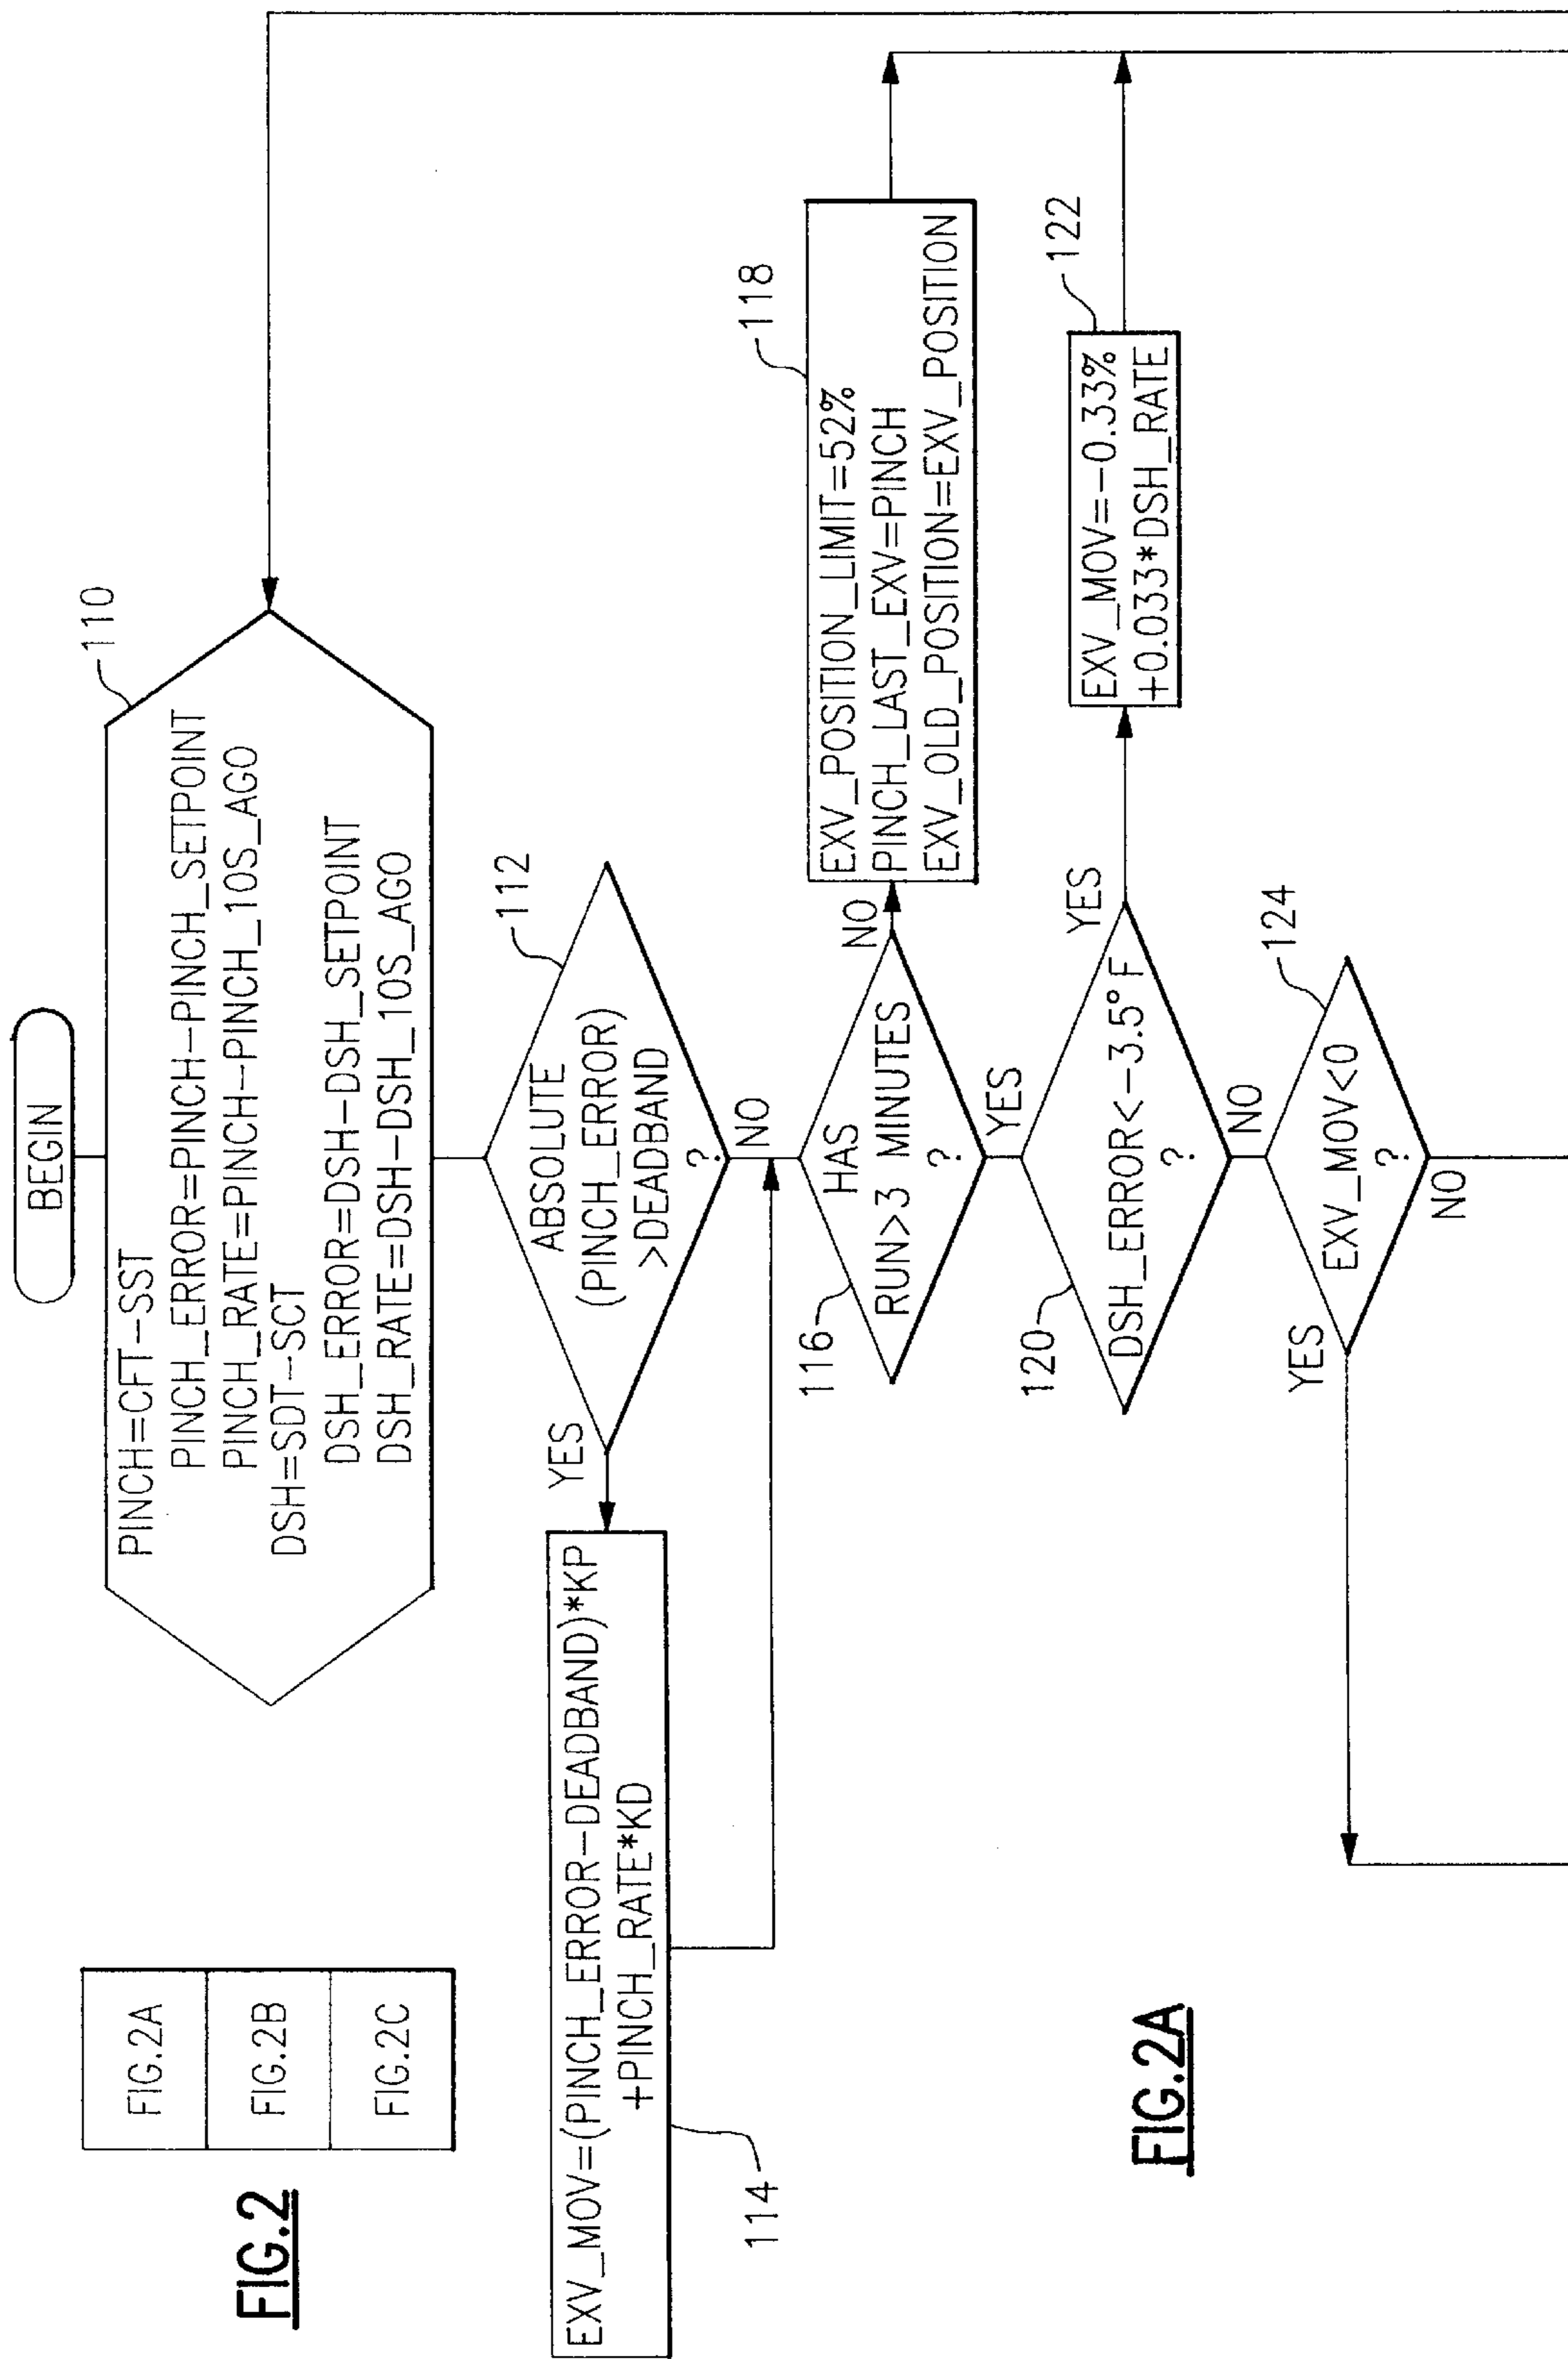 BEGIN
110
PINCH=CFT-SST
PINCH_ERROR=PINCH-PINCH_SETPOINT
PINCH_RATE=PINCH-PINCH_10S_AGO
DSH=SDT-SCT
DSH_ERROR=DSH-DSH_SETPOINT
DSH_RATE=DSH-DSH_10S_AGO
112
ABSOLUTE
(PINCH_ERROR)
>DEADBAND
?
YES
NO
EXV_MOV=(PINCH_ERROR-DEADBAND)*KP
+PINCH_RATE*KD
114
116
HAS
RUN>3 MINUTES
?
NO
YES
118
EXV_POSITION_LIMIT=52%
PINCH_LAST_EXV=PINCH
EXV_OLD_POSITION=EXV_POSITION
120
DSH_ERROR<-3.5°F
?
YES
NO
122
EXV_MOV=-0.33%
+0.033*DSH_RATE
124
EXV_MOV<0
?
YES
NO
FIG.2
FIG.2A
FIG.2B
FIG.2C
FIG.2A